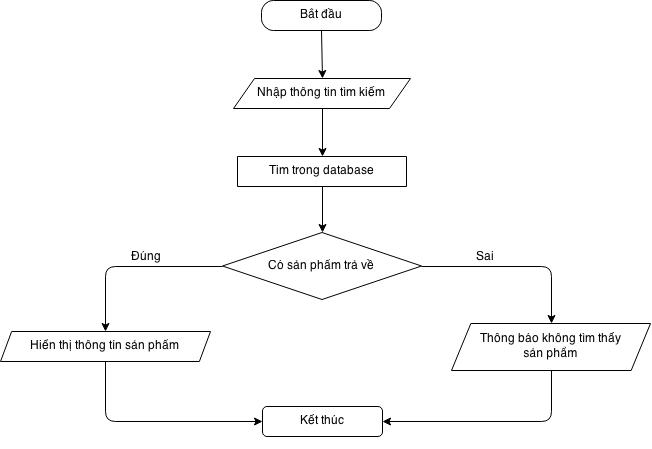 Bắt đầu
Nhập thông tin tìm kiếm
Tìm trong database
Có sản phẩm trả về
Đúng
Sai
Hiển thị thông tin sản phẩm
Thông báo không tìm thấy
sản phẩm
Kết thúc